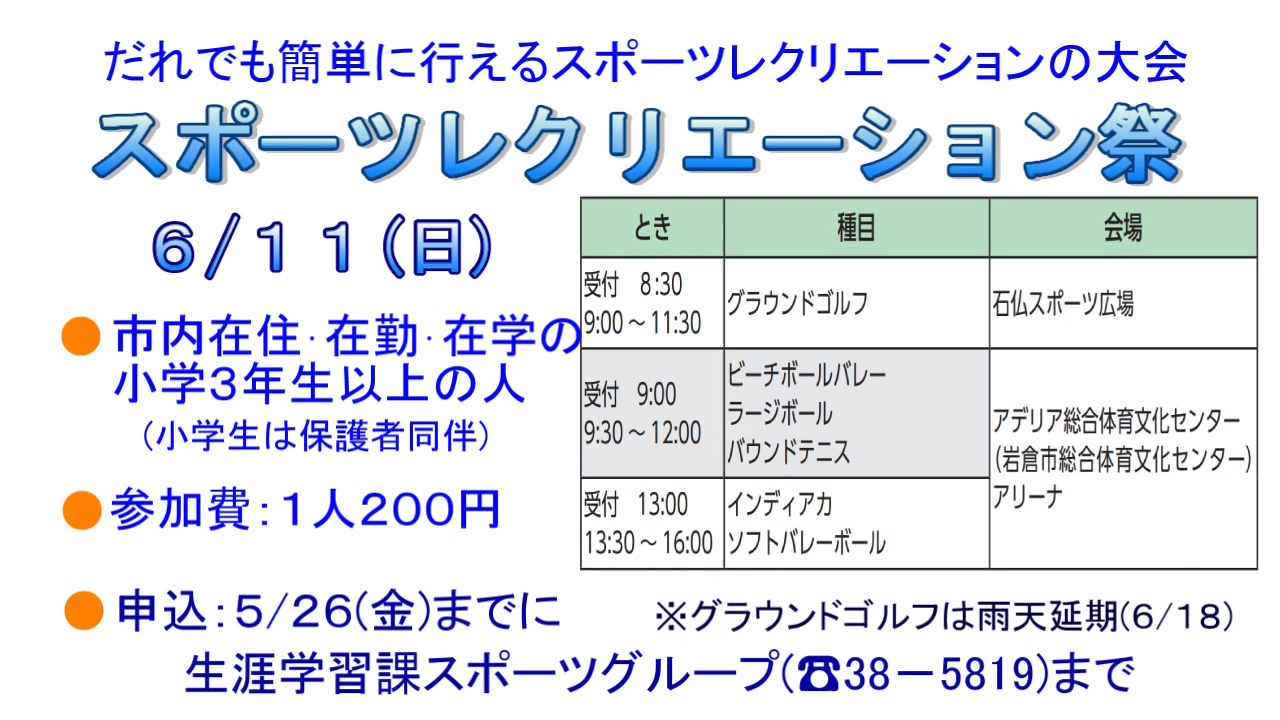 だれでも簡単に行えるスポーツレクリエーションの大会
スポーツレクリエーション祭
6/11(日)
●市内在住・在勤・在学の
小学3年生以上の人
(小学生は保護者同伴)
●参加費:1人200円
とき 種目 会場
受付 8:30
9:00～11:30
グラウンドゴルフ
石仏スポーツ広場
受付 9:00
9:30～12:00
ビーチボールバレー
ラージボール
バウンドテニス
アデリア総合体育文化センター
(岩倉市総合体育文化センター)
アリーナ
受付 13:00
13:30～16:00
インディアカ
ソフトバレーボール
●申込:5/26(金)までに
※グラウンドゴルフは雨天延期(6/18)
生涯学習課スポーツグループ(☎38－5819)まで